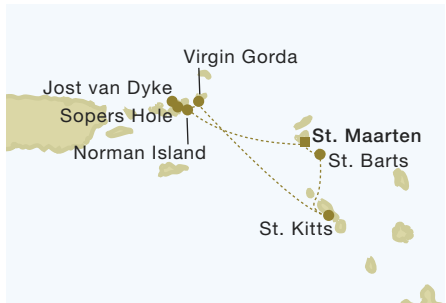 Virgin Gorda
Jost van Dyke
Sopers Hole
Norman Island
St. Maarten
St. Barts
St. Kitts